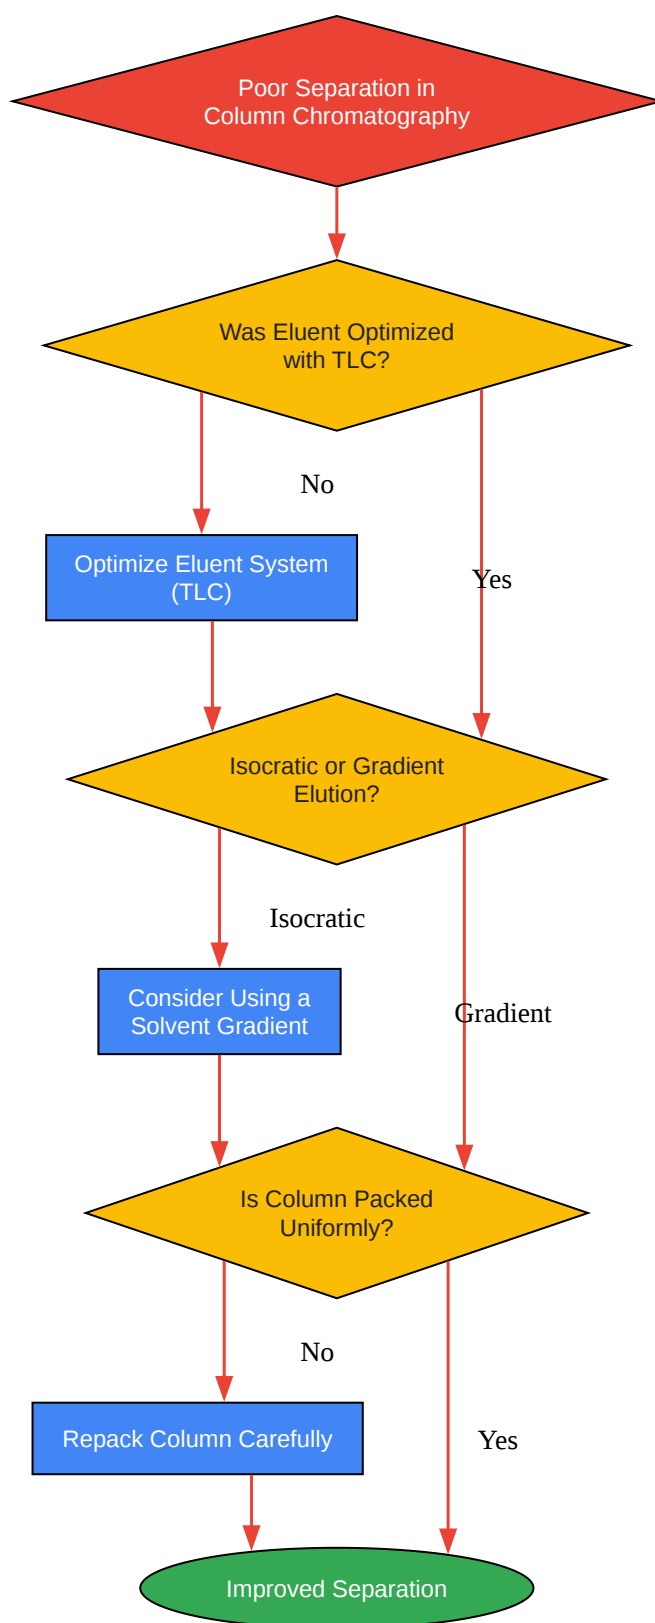 Poor Separation in
Column Chromatography
Was Eluent Optimized
with TLC?
No
Optimize Eluent System
(TLC)
Yes
Isocratic or Gradient
Elution?
Isocratic
Consider Using a
Solvent Gradient
Gradient
Is Column Packed
Uniformly?
No
Repack Column Carefully
Yes
Improved Separation